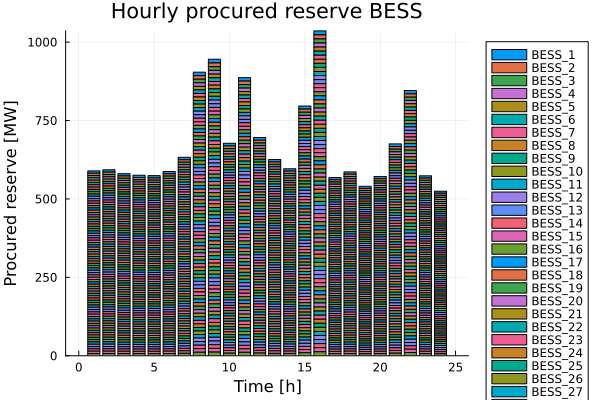 Hourly procured reserve BESS
Procured reserve [MW]
1000
750
500
250
0
0
5
10
15
20
25
Time [h]
BESS_1
BESS_2
BESS_3
BESS_4
BESS_5
BESS_6
BESS_7
BESS_8
BESS_9
BESS_10
BESS_11
BESS_12
BESS_13
BESS_14
BESS_15
BESS_16
BESS_17
BESS_18
BESS_19
BESS_20
BESS_21
BESS_22
BESS_23
BESS_24
BESS_25
BESS_26
BESS_27